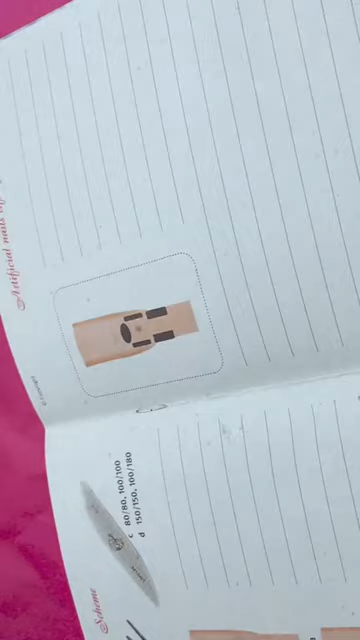 Artificial nails
Scheme
c 80/80, 100/100
d 150/150, 100/180